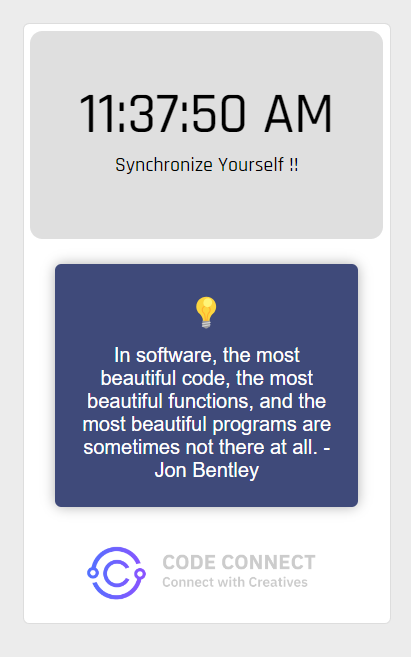 11:37:50 AM
Synchronize Yourself !!
In software, the most
beautiful code, the most
beautiful functions, and the
most beautiful programs are
sometimes not there at all. -
Jon Bentley
CODE CONNECT
Connect with Creatives